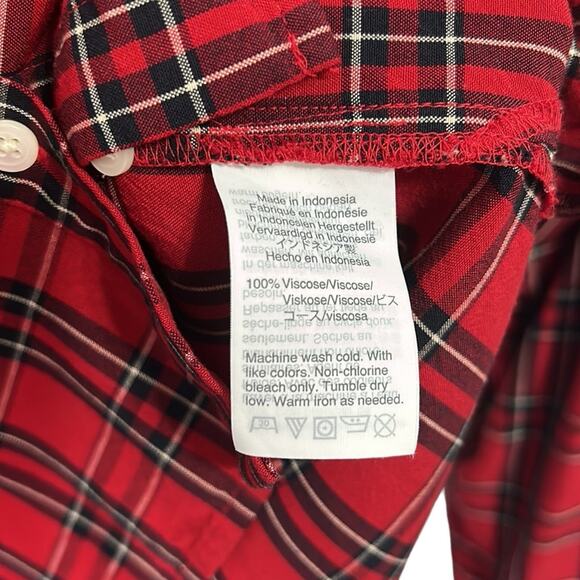 Made in Indonesia
Fabriqué en Indonésie
in Indonesien Hergestellt
Vervaardigd in Indonesië
インドネシア製
Hecho en Indonesia
100% Viscose/Viscose/
Viskose/Viscose/ビス
コース/viscosa
Machine wash cold. With
like colors. Non-chlorine
bleach only. Tumble dry
low. Warm iron as needed.
30